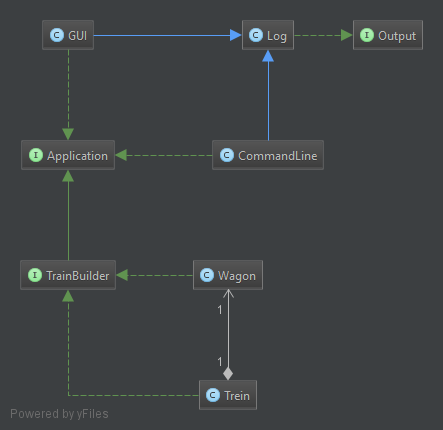 C GUI
C Log
I Output
I Application
C CommandLine
I TrainBuilder
C Wagon
1
1
C Trein
Powered by yFiles